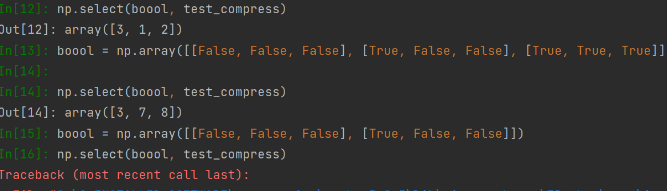 In[12]: np.select(boool, test_compress)
Out[12]: array([3, 1, 2])
In[13]: boool = np.array([[False, False, False], [True, False, False], [True, True, True]]
In[14]:
In[14]: np.select(boool, test_compress)
Out[14]: array([3, 7, 8])
In[15]: boool = np.array([[False, False, False], [True, False, False]])
In[16]: np.select(boool, test_compress)
Traceback (most recent call last):